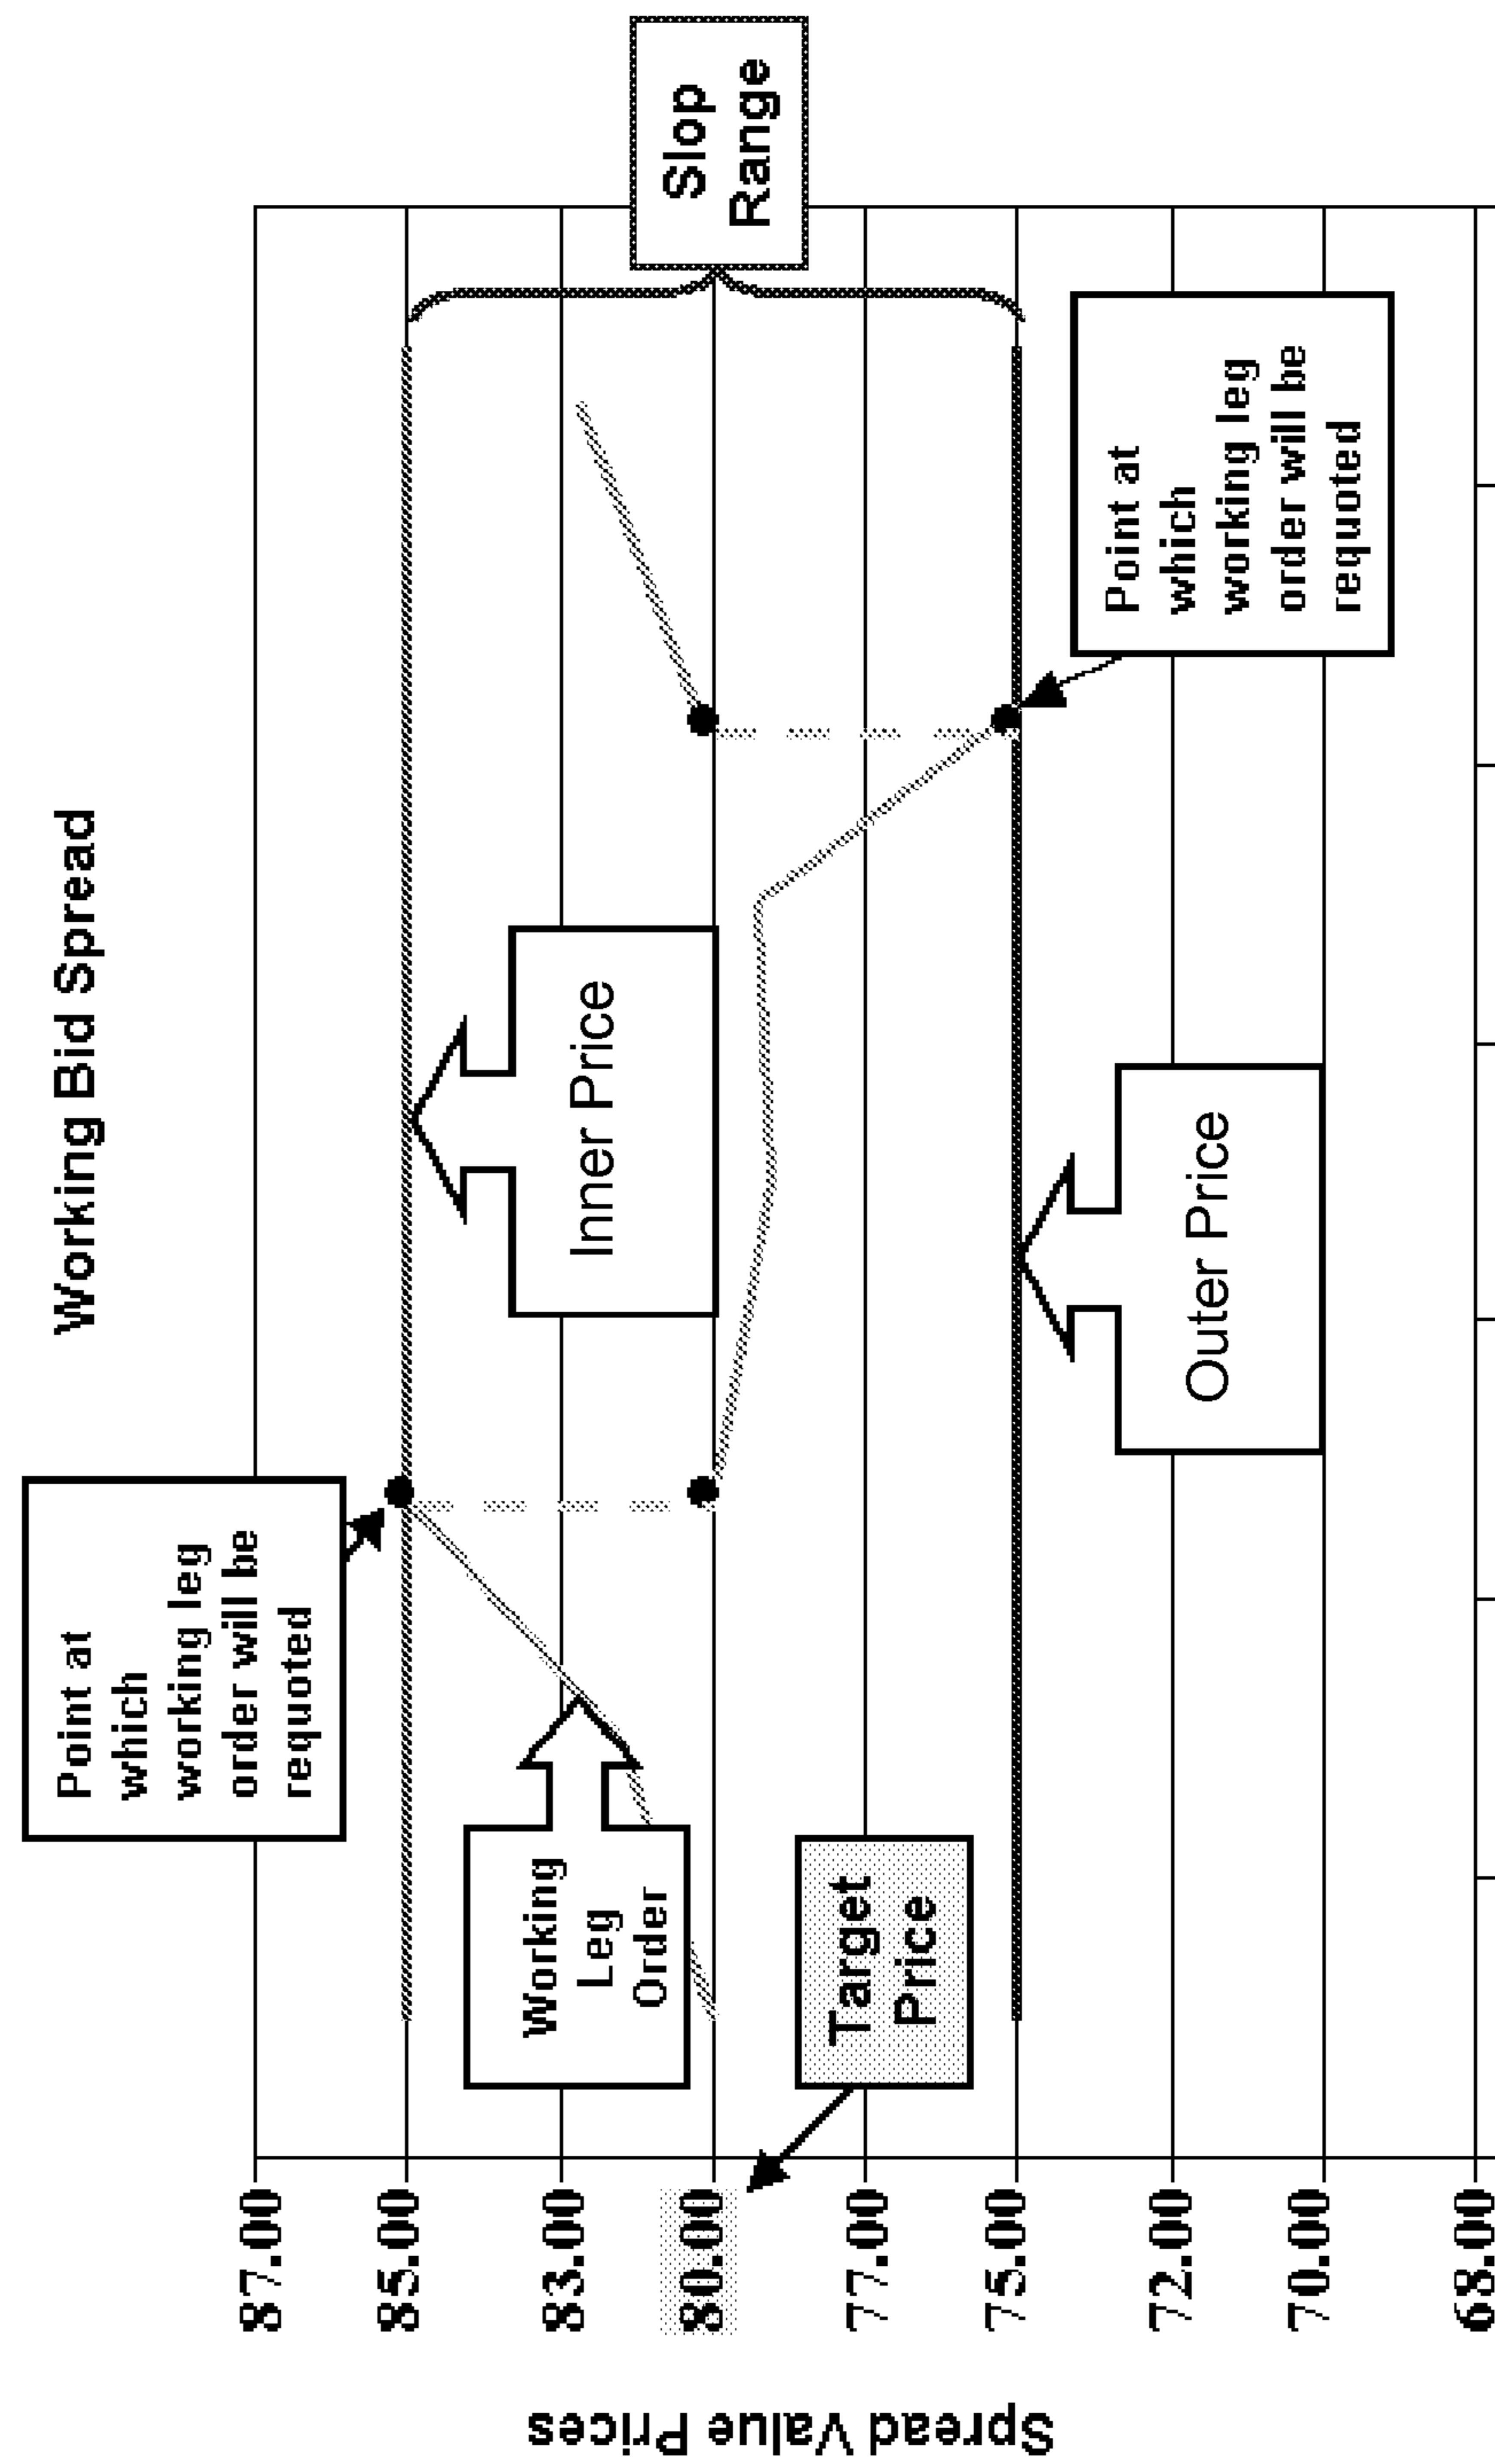 Working Bid Spread
Point at
which
working leg
order will be
requoted
Slop
Range
Working
Leg
Order
Inner Price
Target
Price
Outer Price
Point at
which
working leg
order will be
requoted
87.00
85.00
83.00
80.00
77.00
75.00
72.00
70.00
68.00
Spread Value Prices